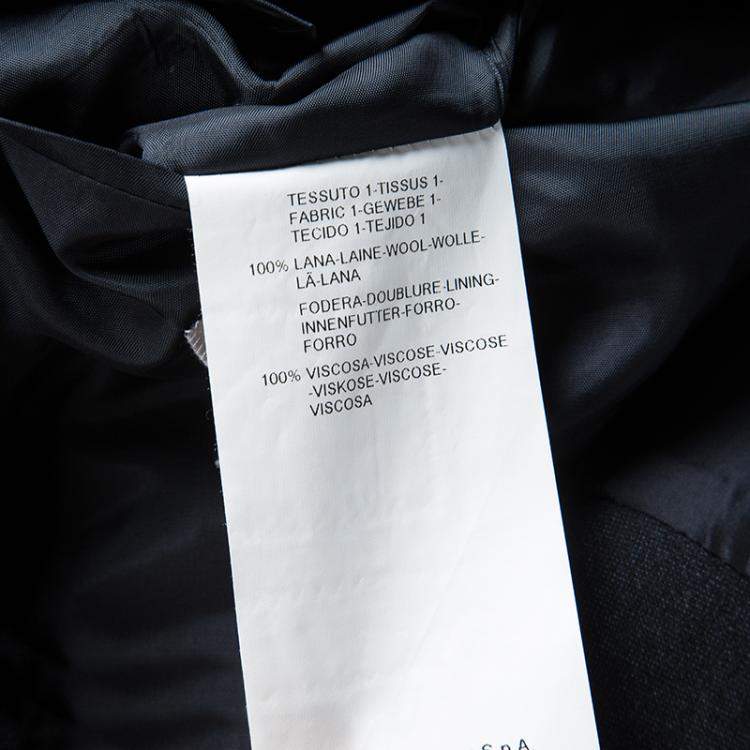 TESSUTO 1-TISSUS 1-
FABRIC 1-GEWEBE 1-
TECIDO 1-TEJIDO 1
100% LANA-LAINE-WOOL-WOLLE-
LÃ-LANA
FODERA-DOUBLURE-LINING-
INNENFUTTER-FORRO-
FORRO
100% VISCOSA-VISCOSE-VISCOSE
-VISKOSE-VISCOSE-
VISCOSA
S.p.A.